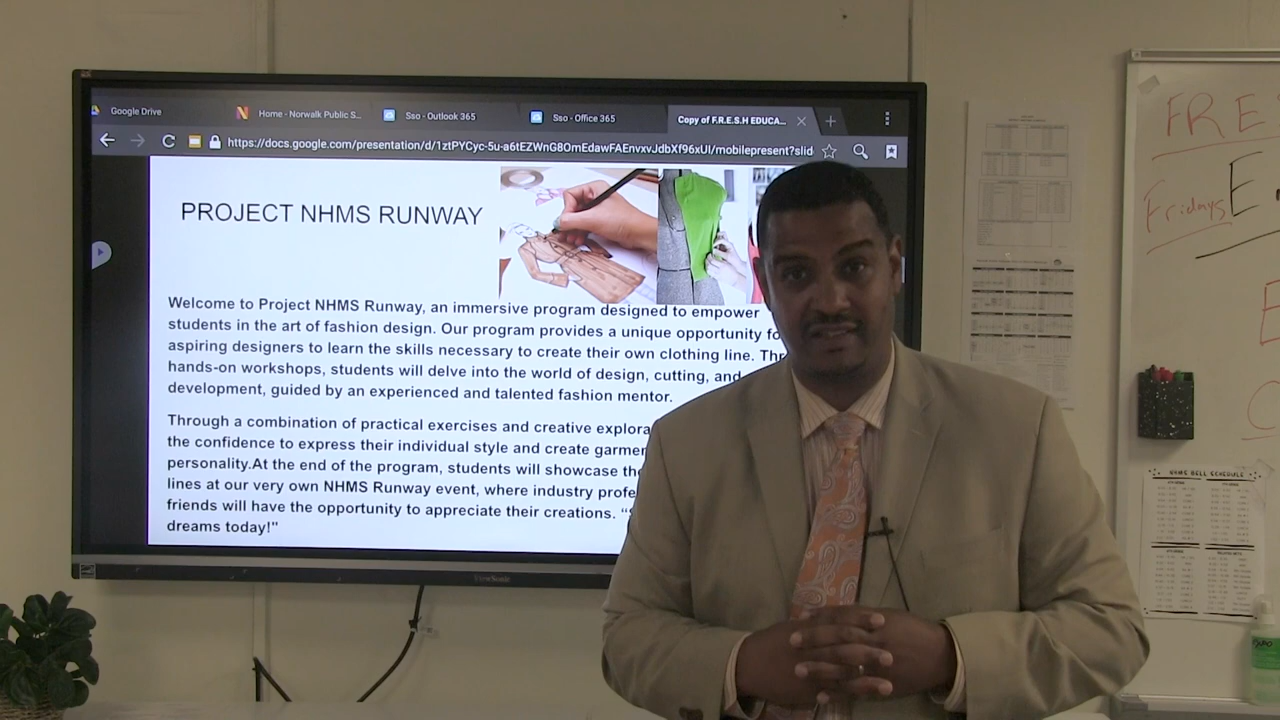 Google Drive
Home - Norwalk Public S...
Sso - Outlook 365
Sso - Office 365
Copy of F.R.E.S.H EDUCA...
https://docs.google.com/presentation/d/1ztPYCyc-5u-a6tEZWnG8OmEdawFAEnvxvJdbXf96xUI/mobilepresent?slid
PROJECT NHMS RUNWAY
Welcome to Project NHMS Runway, an immersive program designed to empower
students in the art of fashion design. Our program provides a unique opportunity fo
aspiring designers to learn the skills necessary to create their own clothing line. Thr
hands-on workshops, students will delve into the world of design, cutting, and
development, guided by an experienced and talented fashion mentor.
Through a combination of practical exercises and creative explora
the confidence to express their individual style and create garmen
personality.At the end of the program, students will showcase the
lines at our very own NHMS Runway event, where industry profe
friends will have the opportunity to appreciate their creations. “S
dreams today!"
ViewSonic
FRE
Fridays
E
NHMS BELL SCHEDULE